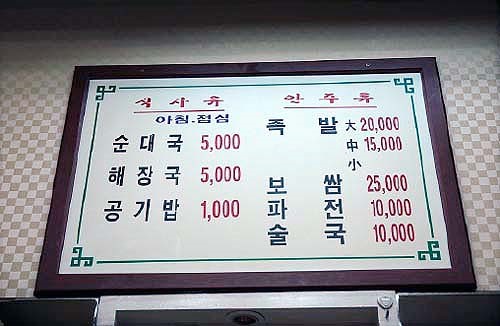 식사유
아침.점심
순대국 5,000
해장국 5,000
공기밥 1,000
안주류
족발 大 20,000
中 15,000
小
보쌈 25,000
파전 10,000
술국 10,000